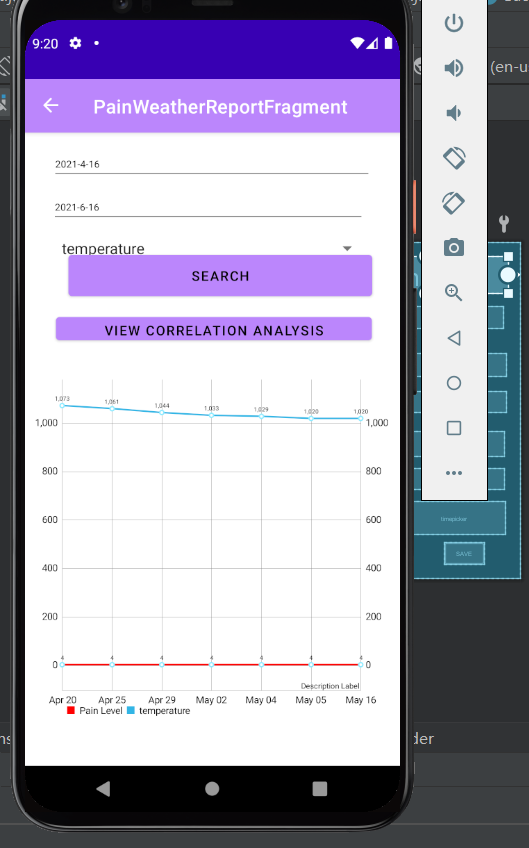 9:20
(en-u
PainWeatherReportFragment
2021-4-16
2021-6-16
temperature
SEARCH
VIEW CORRELATION ANALYSIS
1,073 1,061 1,044 1,033 1,029 1,020 1,020
1,000 1,000
800 800
600 600
400 400
200 200
4 4 4 4 4 4 4
0 0
Description Label
Apr 20 Apr 25 Apr 29 May 02 May 04 May 05 May 16
Pain Level temperature
timepicker
SAVE
der